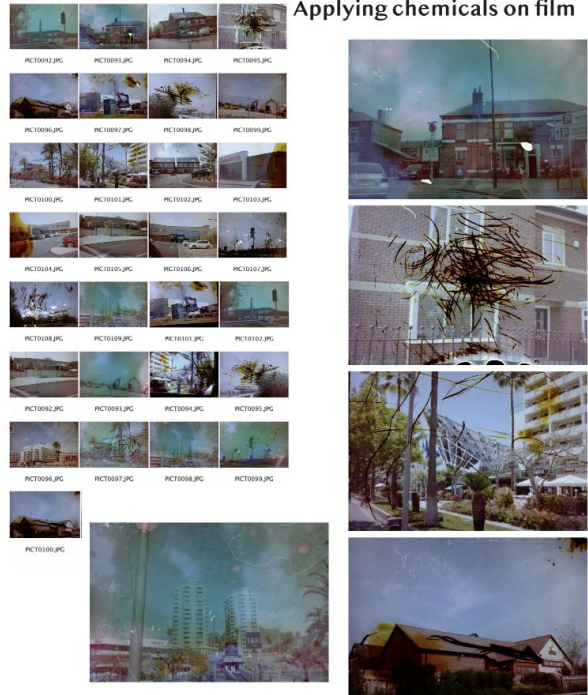 Applying chemicals on film
PICT0092.JPG PICT0093.JPG PICT0094.JPG PICT0095.JPG
PICT0096.JPG PICT0097.JPG PICT0098.JPG PICT0099.JPG
PICT0100.JPG PICT0101.JPG PICT0102.JPG PICT0103.JPG
PICT0104.JPG PICT0105.JPG PICT0106.JPG PICT0107.JPG
PICT0108.JPG PICT0109.JPG PICT0101.JPG PICT0102.JPG
PICT0092.JPG PICT0093.JPG PICT0094.JPG PICT0095.JPG
PICT0096.JPG PICT0097.JPG PICT0098.JPG PICT0099.JPG
PICT0100.JPG
TAXI